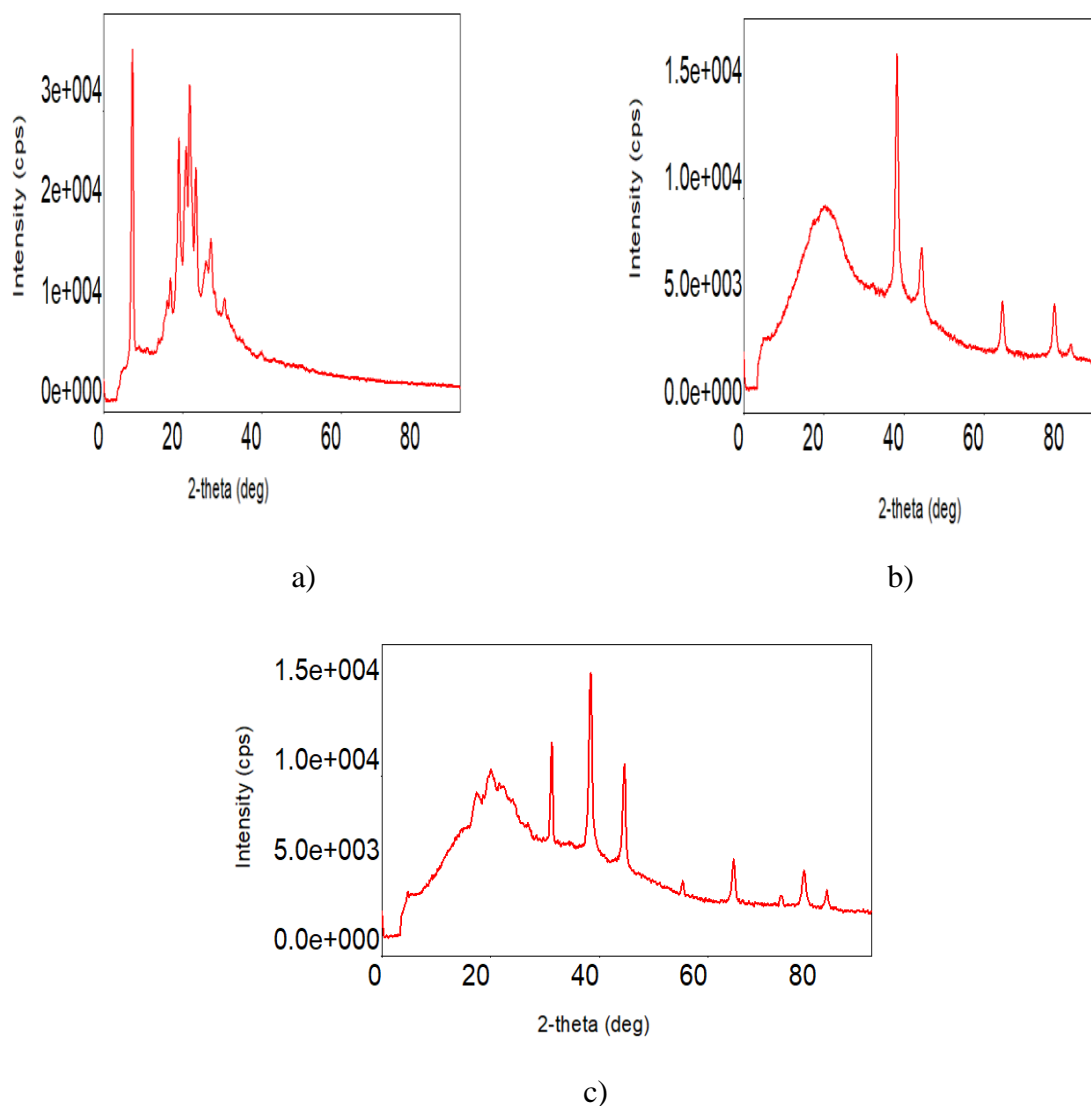 Intensity (cps)
3e+004
2e+004
1e+004
0e+000
0 20 40 60 80
2-theta (deg)
a)
Intensity (cps)
1.5e+004
1.0e+004
5.0e+003
0.0e+000
0 20 40 60 80
2-theta (deg)
b)
Intensity (cps)
1.5e+004
1.0e+004
5.0e+003
0.0e+000
0 20 40 60 80
2-theta (deg)
c)